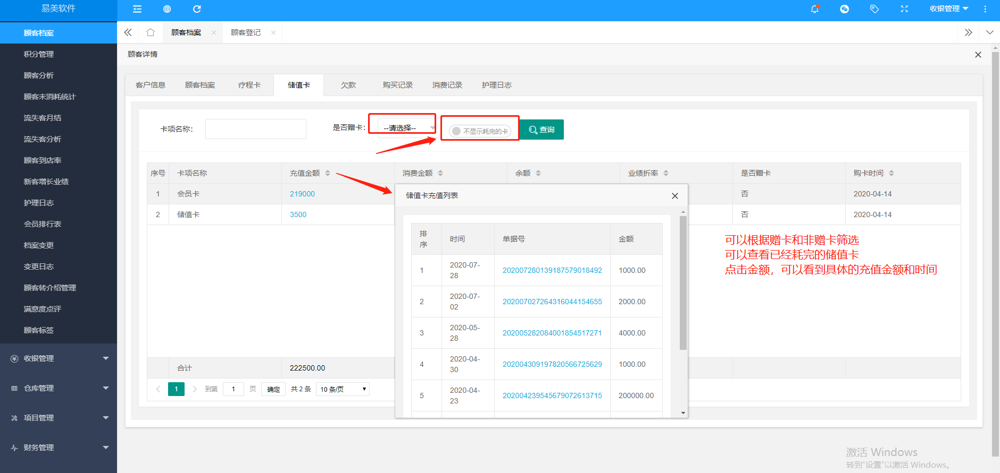 易美软件
收银管理
顾客档案
积分管理
顾客分析
顾客未消耗统计
流失客月结
流失客分析
顾客到店率
新客增长业绩
护理日志
会员排行表
档案变更
变更日志
顾客转介绍管理
满意度点评
顾客标签
收银管理
仓库管理
项目管理
财务管理
顾客档案 顾客登记
顾客详情
客户信息 顾客档案 疗程卡 储值卡 欠款 购买记录 消费记录 护理日志
卡项名称: 是否赠卡: --请选择-- 不显示耗完的卡 查询
序号 卡项名称 充值金额 消费金额 余额 业绩折率 是否赠卡 购卡时间
1 会员卡 219000 否 2020-04-14
2 储值卡 3500 否 2020-04-14
合计 222500.00
1 到第 1 页 确定 共 2 条 10 条/页
储值卡充值列表
排序 时间 单据号 金额
1 2020-07-28 202007280139187579018492 1000.00
2 2020-07-02 202007027264316044154655 2000.00
3 2020-05-28 202005282084001854517271 4000.00
4 2020-04-30 202004309197820566725629 1000.00
5 2020-04-23 202004239545679072613715 200000.00
可以根据赠卡和非赠卡筛选
可以查看已经耗完的储值卡
点击金额，可以看到具体的充值金额和时间
激活 Windows
转到“设置”以激活 Windows。